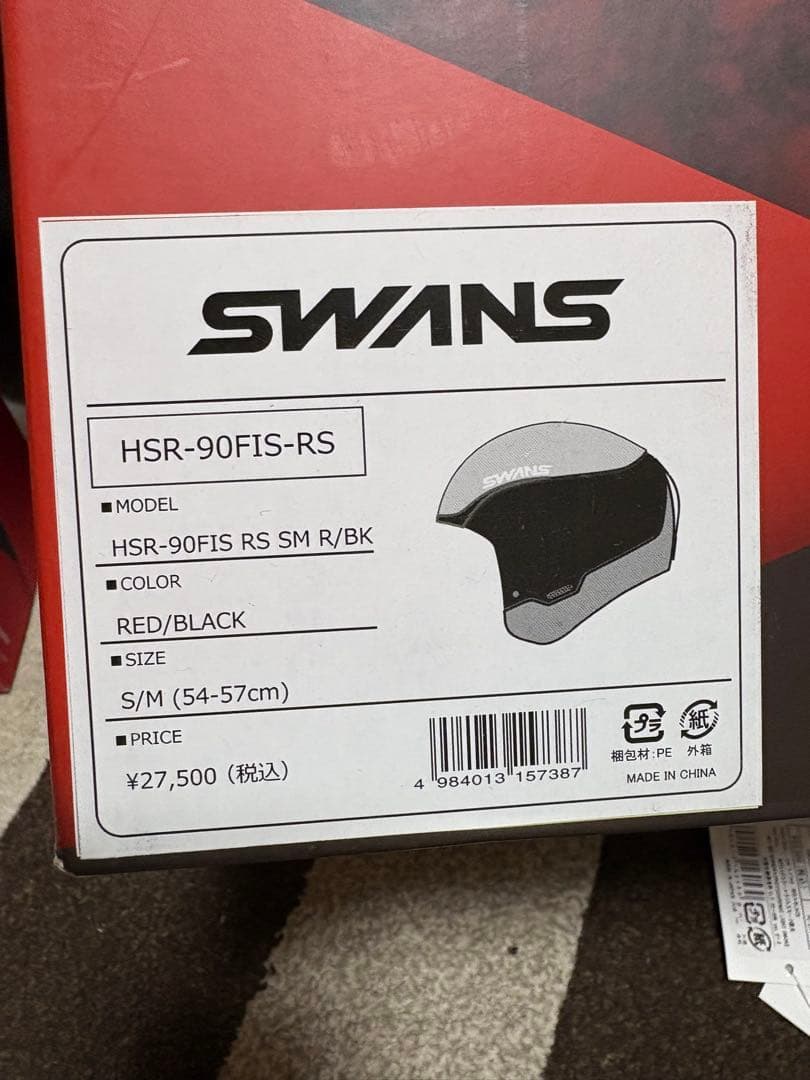 SWANS
HSR-90FIS-RS
■MODEL
HSR-90FIS RS SM R/BK
■COLOR
RED/BLACK
■SIZE
S/M (54-57cm)
■PRICE
¥27,500 (税込)
SWANS
4 984013 157387
プラ
紙
梱包材:PE
外箱
MADE IN CHINA
紙